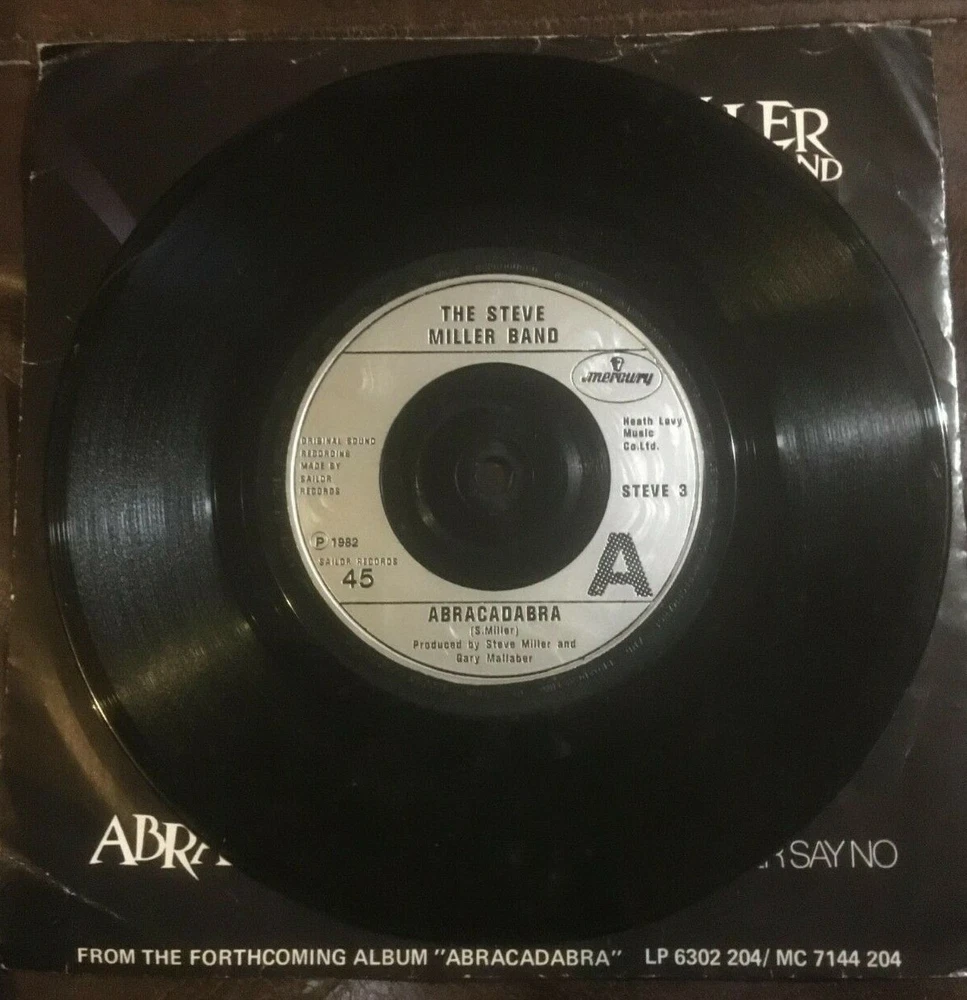 LLER
ND
THE STEVE
MILLER BAND
mercury
Heath Levy
Music
Co.Ltd.
ORIGINAL SOUND
RECORDING
MADE BY
SAILOR
RECORDS
STEVE 3
A
P 1982
SAILOR RECORDS
45
ABRACADABRA
(S.Miller)
Produced by Steve Miller and
Gary Mallaber
ABRA
R SAY NO
FROM THE FORTHCOMING ALBUM "ABRACADABRA" LP 6302 204/ MC 7144 204